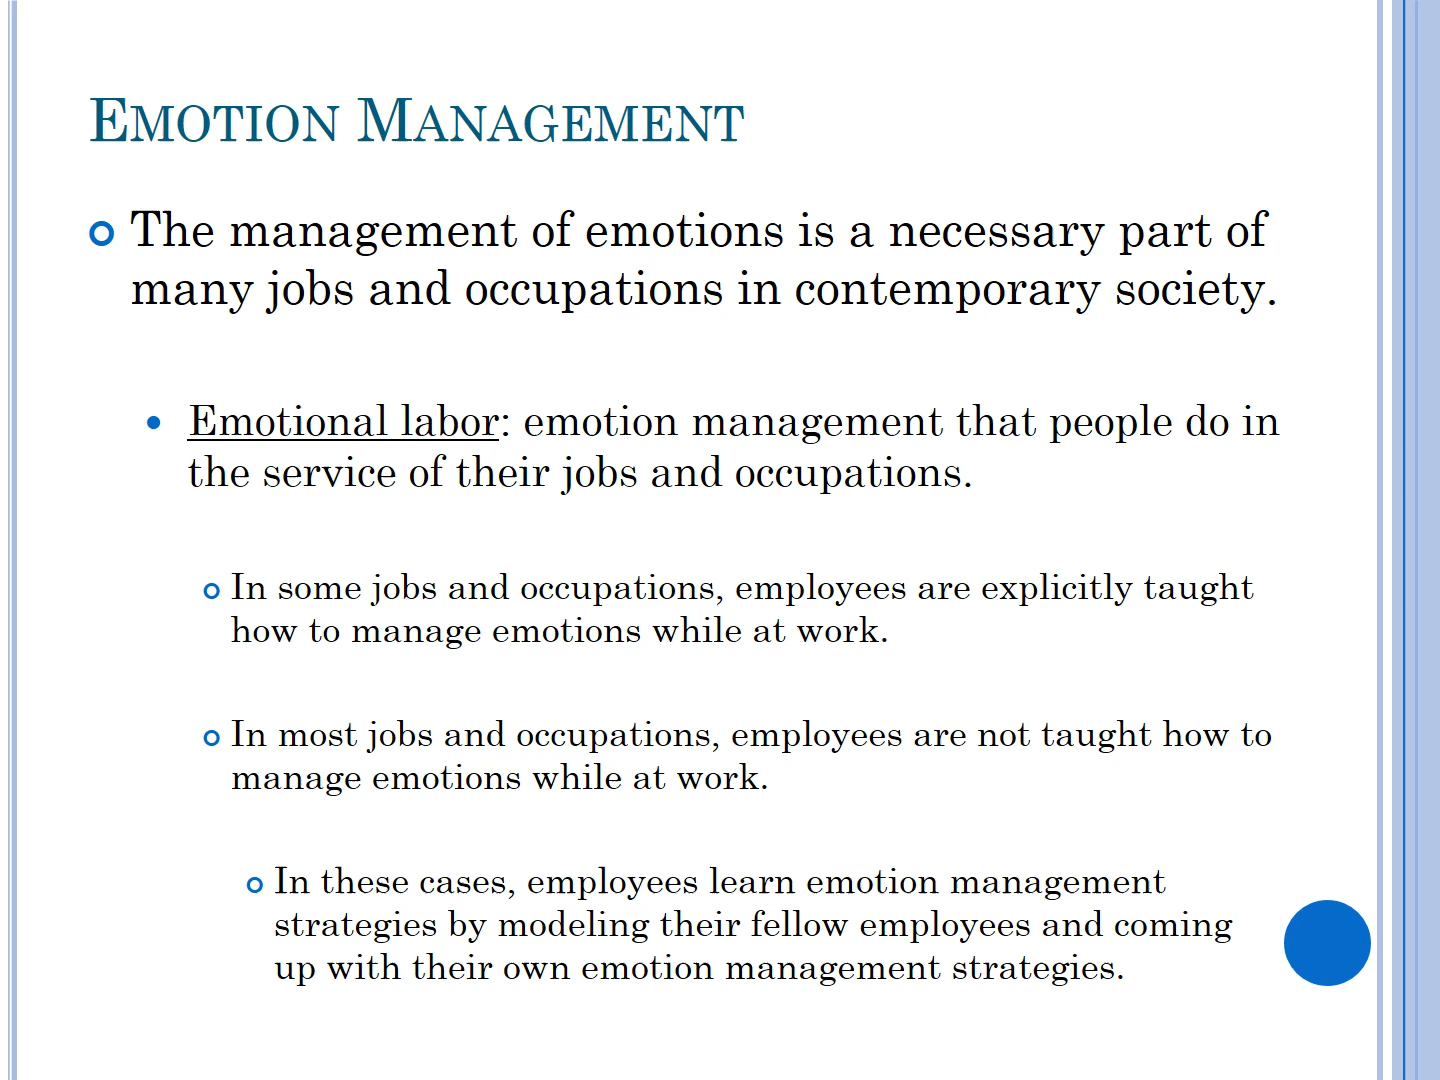 Emotion Management
The management of emotions is a necessary part of
many jobs and occupations in contemporary society.
Emotional labor: emotion management that people do in
the service of their jobs and occupations.
In some jobs and occupations, employees are explicitly taught
how to manage emotions while at work.
In most jobs and occupations, employees are not taught how to
manage emotions while at work.
In these cases, employees learn emotion management
strategies by modeling their fellow employees and coming
up with their own emotion management strategies.